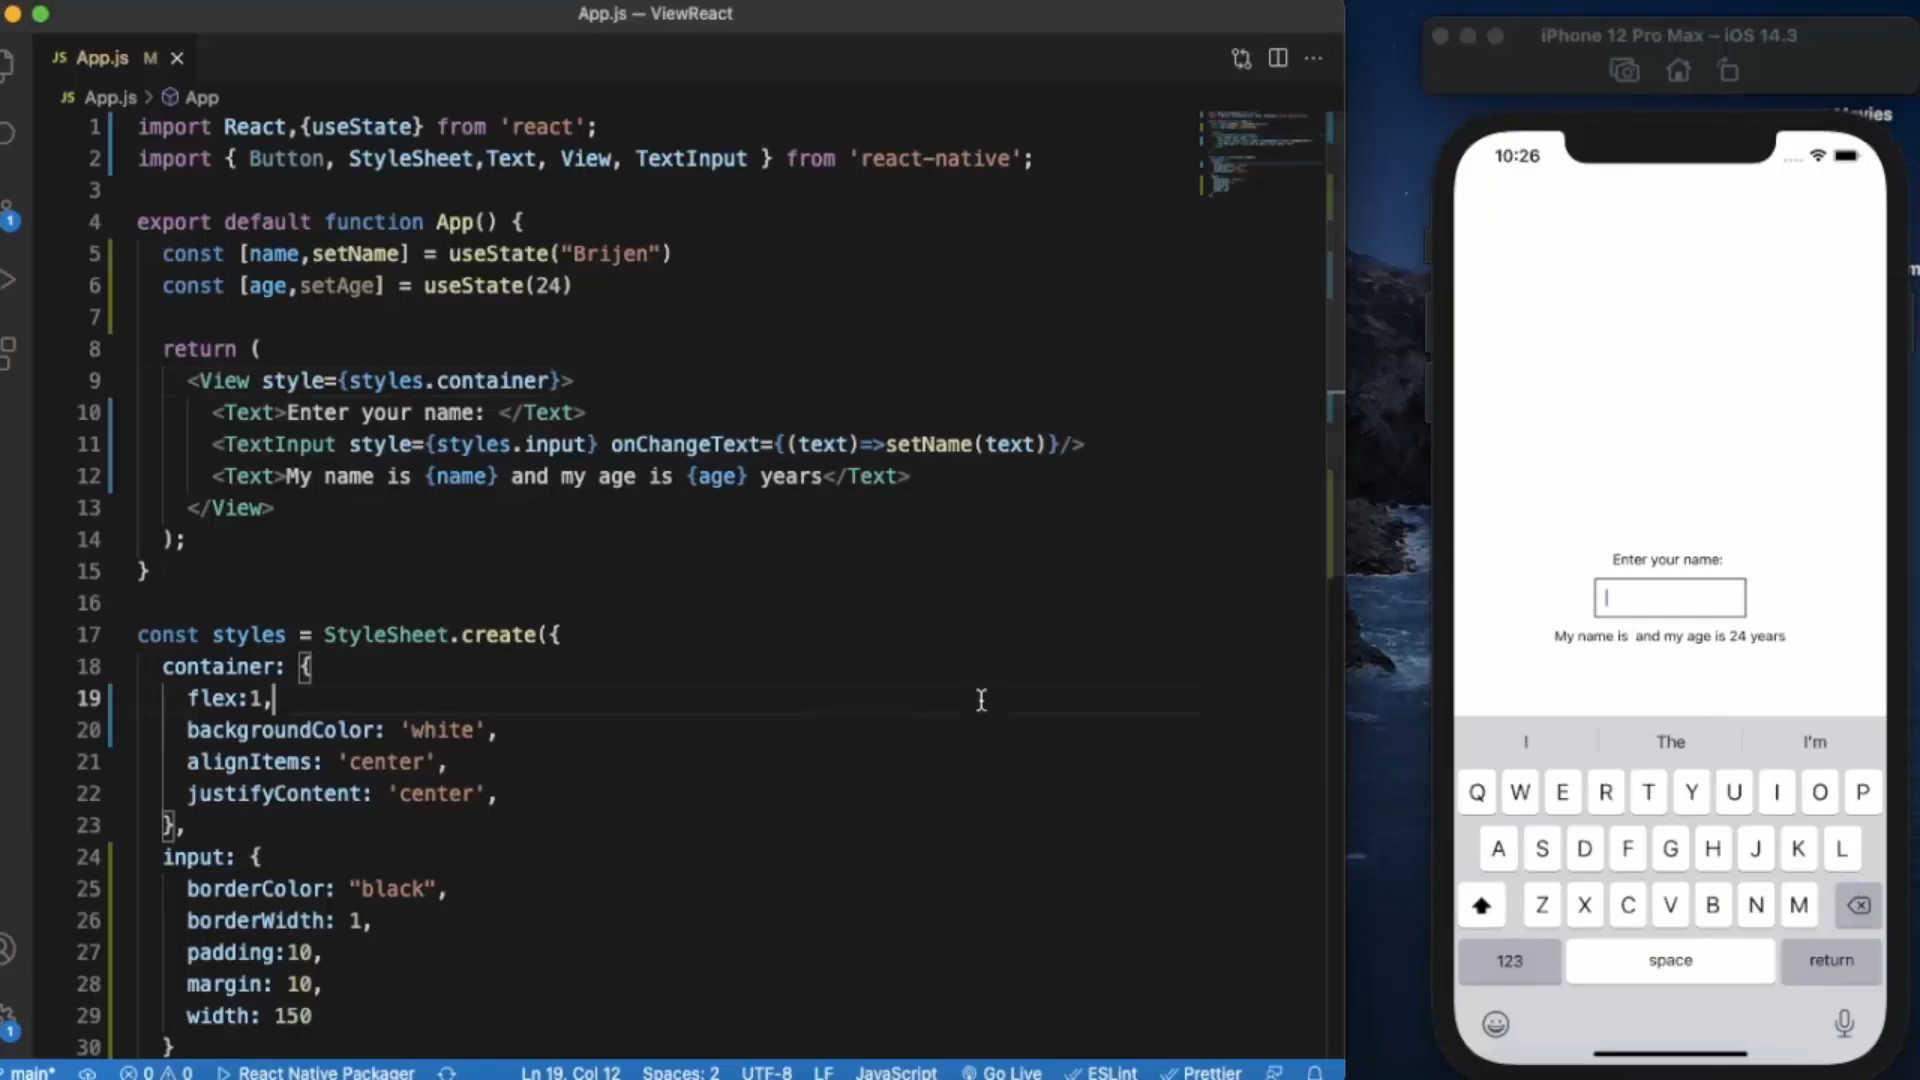 App.js — ViewReact
JS App.js M
JS App.js > App
1 import React,{useState} from 'react';
2 import { Button, StyleSheet,Text, View, TextInput } from 'react-native';
3
4 export default function App() {
5 const [name,setName] = useState("Brijen")
6 const [age,setAge] = useState(24)
7
8 return (
9 <View style={styles.container}>
10 <Text>Enter your name: </Text>
11 <TextInput style={styles.input} onChangeText={(text)=>setName(text)}/>
12 <Text>My name is {name} and my age is {age} years</Text>
13 </View>
14 );
15 }
16
17 const styles = StyleSheet.create({
18 container: {
19 flex:1,
20 backgroundColor: 'white',
21 alignItems: 'center',
22 justifyContent: 'center',
23 },
24 input: {
25 borderColor: "black",
26 borderWidth: 1,
27 padding:10,
28 margin: 10,
29 width: 150
30 }
1
1
main* 0 0 React Native Packager Ln 19, Col 12 Spaces: 2 UTF-8 LF JavaScript Go Live ESLint Prettier
iPhone 12 Pro Max – iOS 14.3
10:26
Enter your name:
My name is and my age is 24 years
I The I'm
Q W E R T Y U I O P
A S D F G H J K L
Z X C V B N M
123 space return